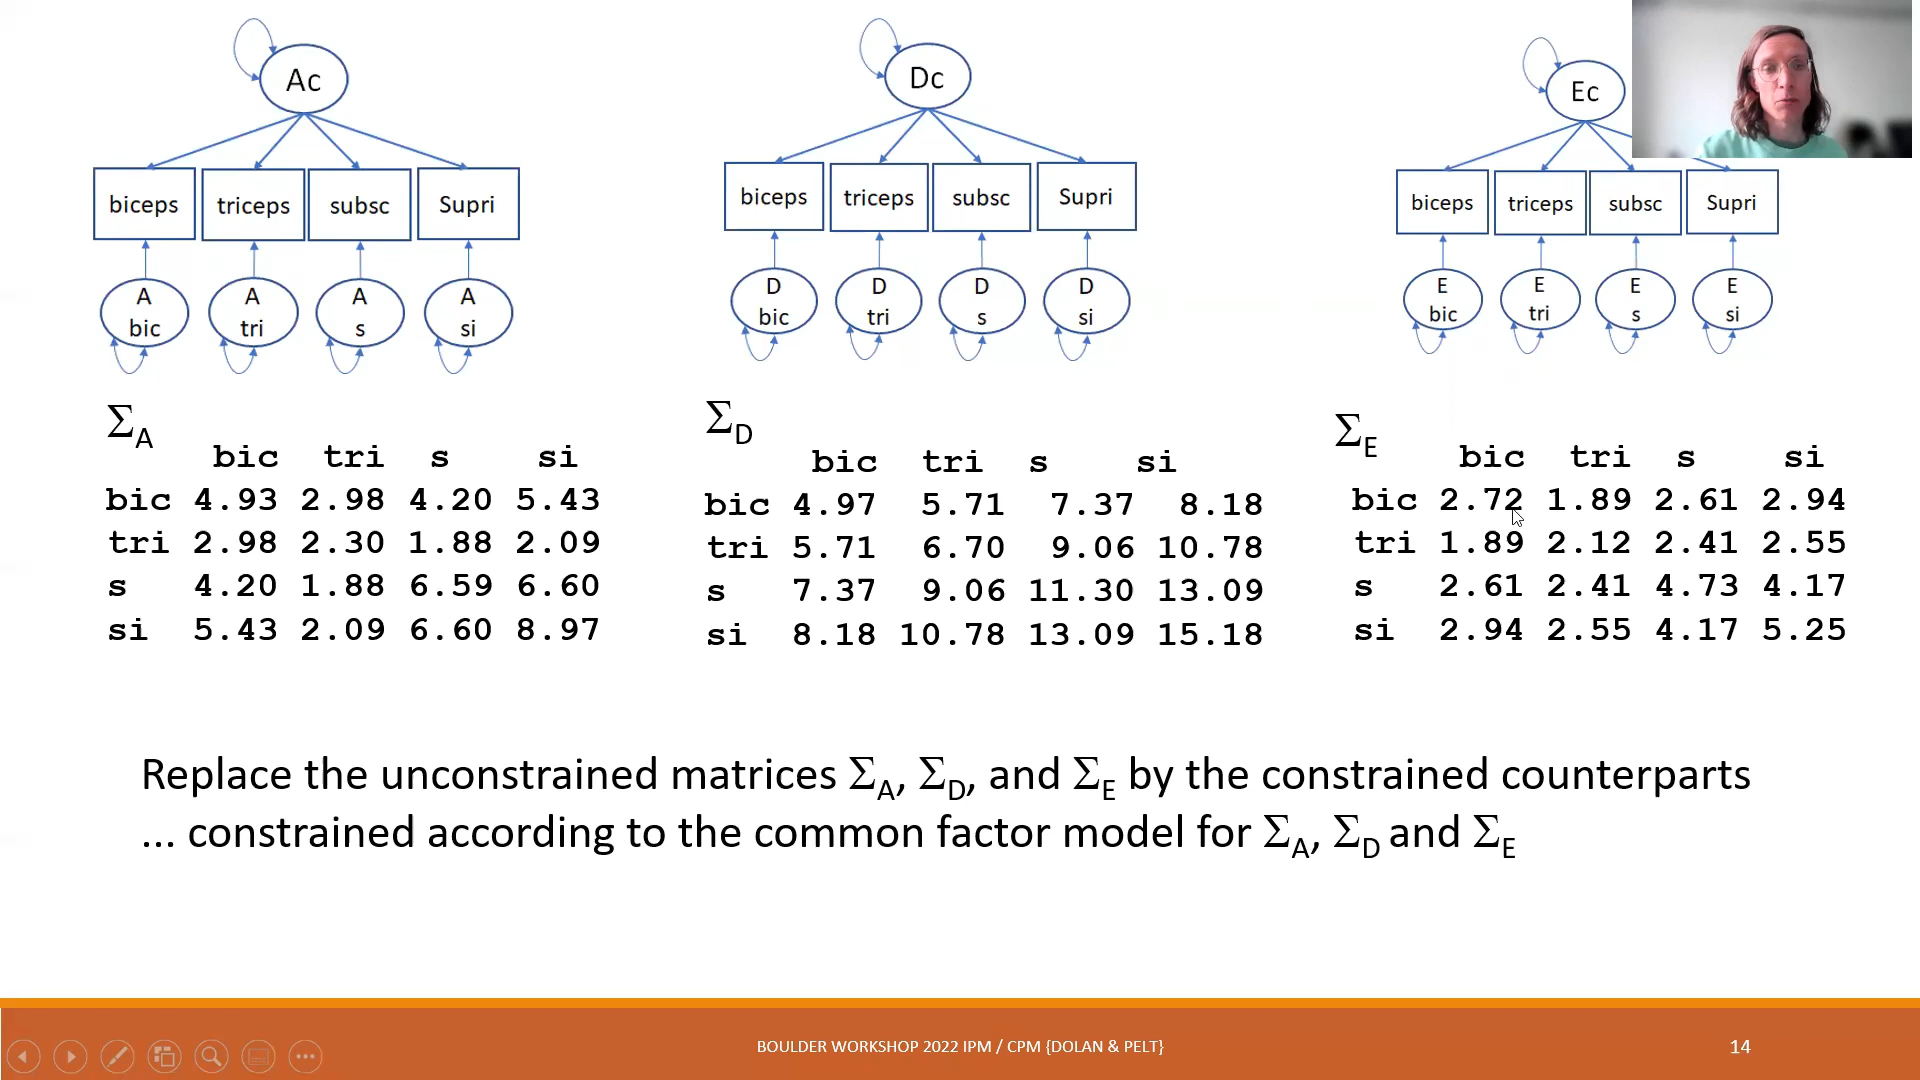 Ac
biceps triceps subsc Supri
A bic
A tri
A s
A si
Dc
biceps triceps subsc Supri
D bic
D tri
D s
D si
Ec
biceps triceps subsc Supri
E bic
E tri
E s
E si
ΣA
bic tri s si
bic 4.93 2.98 4.20 5.43
tri 2.98 2.30 1.88 2.09
s 4.20 1.88 6.59 6.60
si 5.43 2.09 6.60 8.97
ΣD
bic tri s si
bic 4.97 5.71 7.37 8.18
tri 5.71 6.70 9.06 10.78
s 7.37 9.06 11.30 13.09
si 8.18 10.78 13.09 15.18
ΣE
bic tri s si
bic 2.72 1.89 2.61 2.94
tri 1.89 2.12 2.41 2.55
s 2.61 2.41 4.73 4.17
si 2.94 2.55 4.17 5.25
Replace the unconstrained matrices ΣA, ΣD, and ΣE by the constrained counterparts
... constrained according to the common factor model for ΣA, ΣD and ΣE
BOULDER WORKSHOP 2022 IPM / CPM {DOLAN & PELT}
14